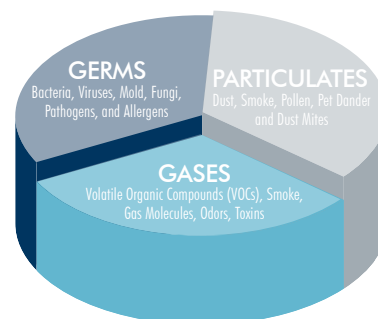 GERMS
Bacteria, Viruses, Mold, Fungi,
Pathogens, and Allergens
PARTICULATES
Dust, Smoke, Pollen, Pet Dander
and Dust Mites
GASES
Volatile Organic Compounds (VOCs), Smoke,
Gas Molecules, Odors, Toxins